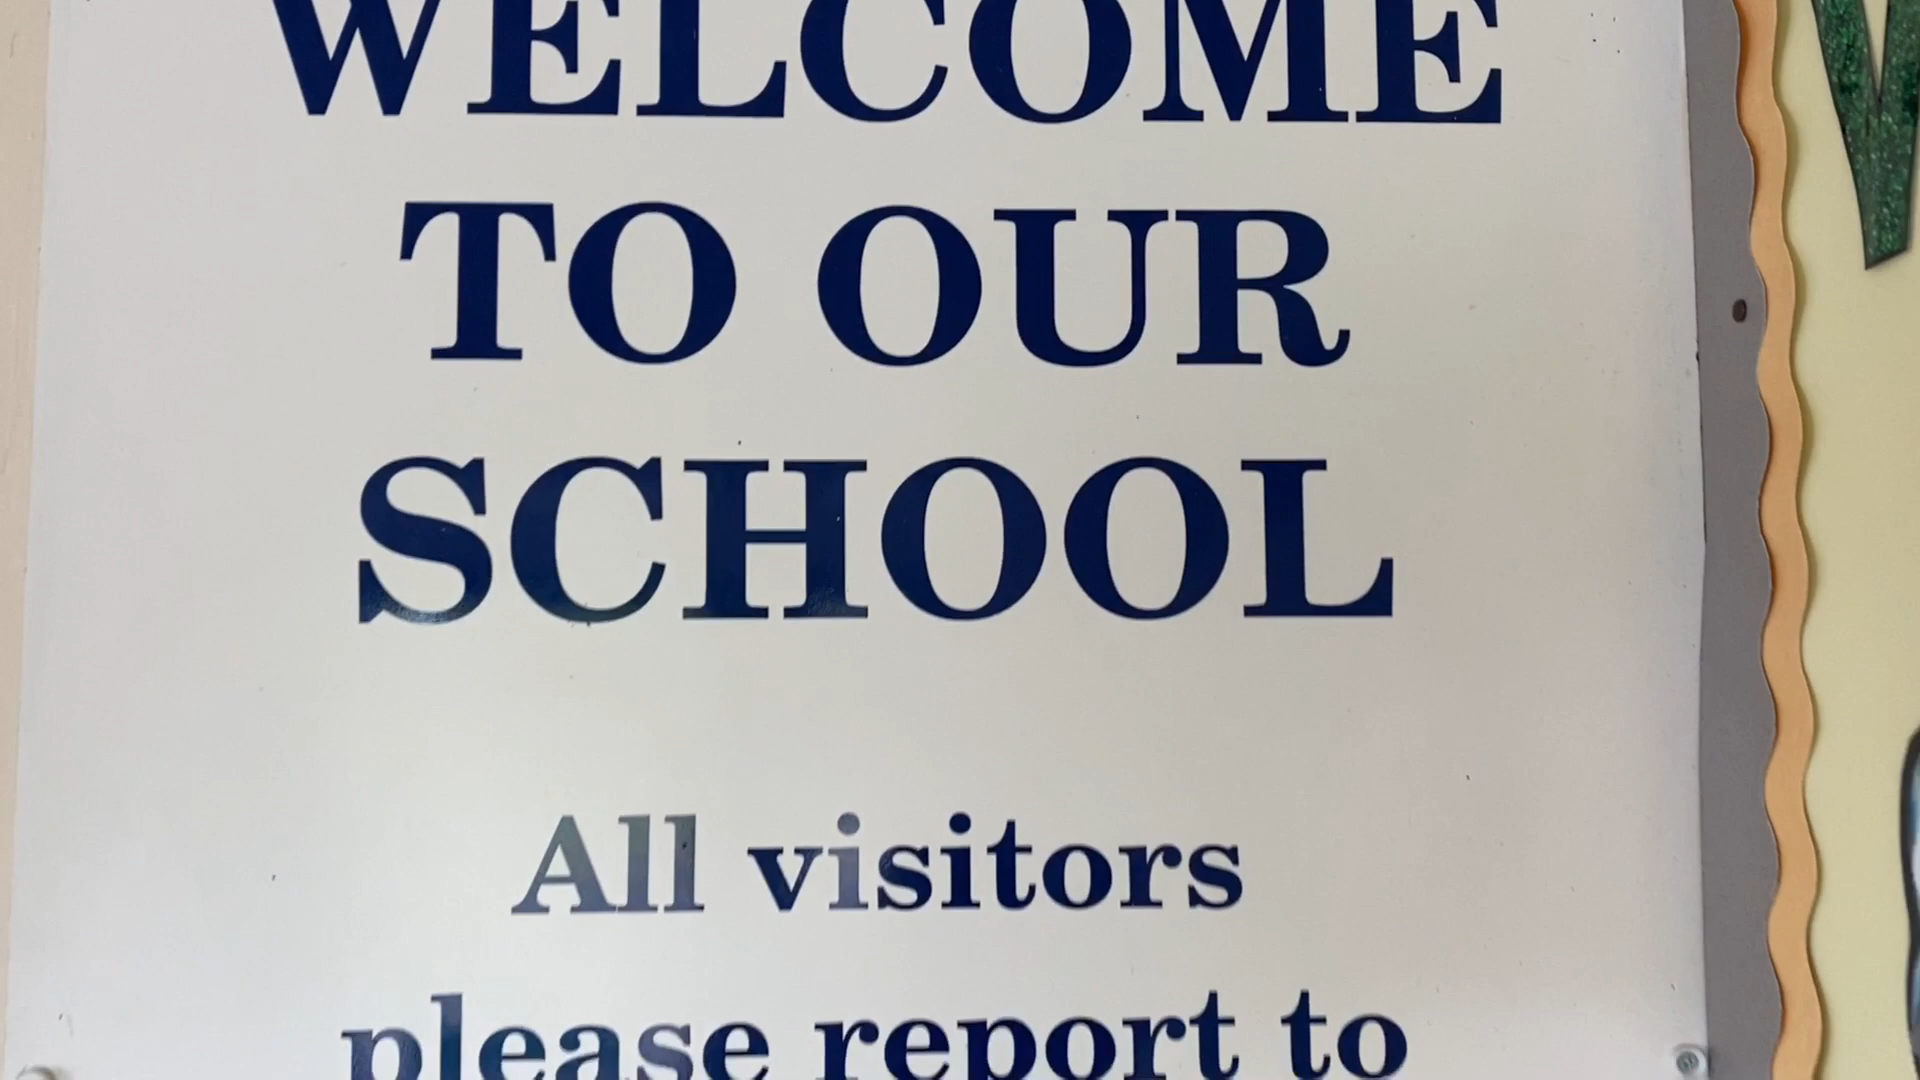 WELCOME
TO OUR
SCHOOL
All visitors
please report to